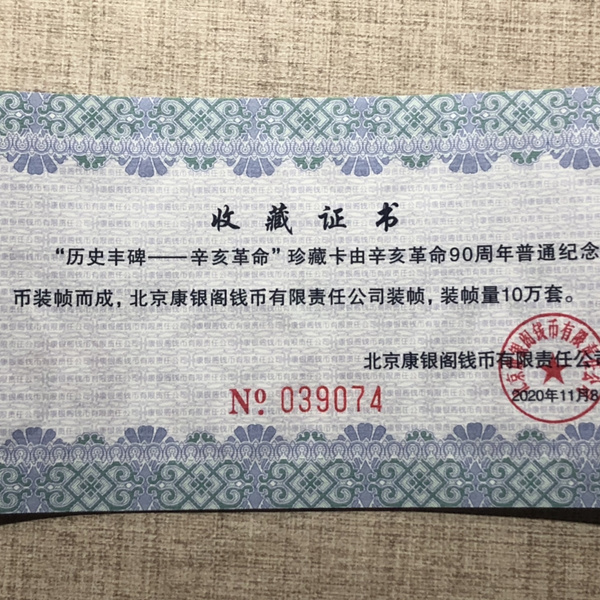 收藏证书
“历史丰碑——辛亥革命”珍藏卡由辛亥革命90周年普通纪念
币装帧而成，北京康银阁钱币有限责任公司装帧，装帧量10万套。
北京康银阁钱币有限责任公司
2020年11月8
№ 039074